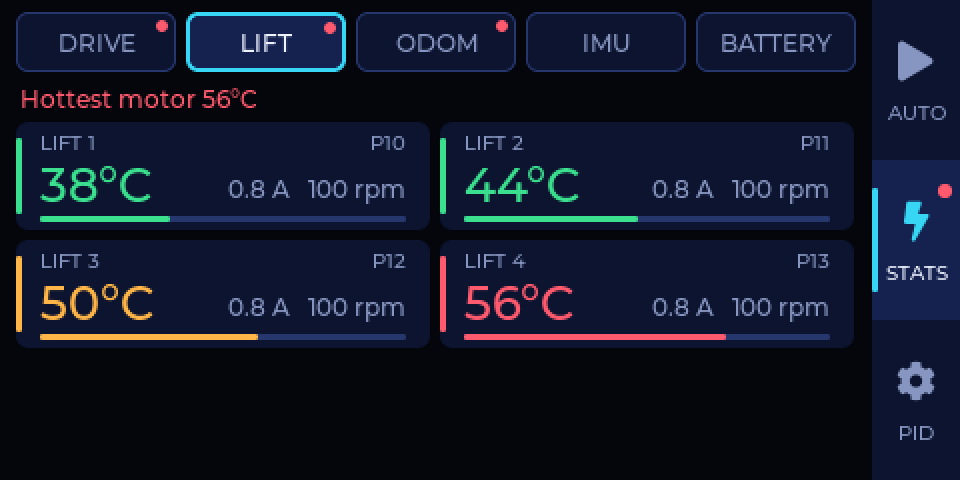 DRIVE LIFT ODOM IMU BATTERY
Hottest motor 56°C
LIFT 1 P10
38°C 0.8 A 100 rpm
LIFT 2 P11
44°C 0.8 A 100 rpm
LIFT 3 P12
50°C 0.8 A 100 rpm
LIFT 4 P13
56°C 0.8 A 100 rpm
AUTO
STATS
PID